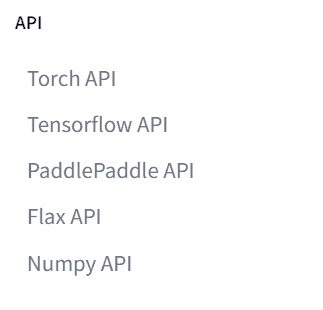 API
Torch API
Tensorflow API
PaddlePaddle API
Flax API
Numpy API